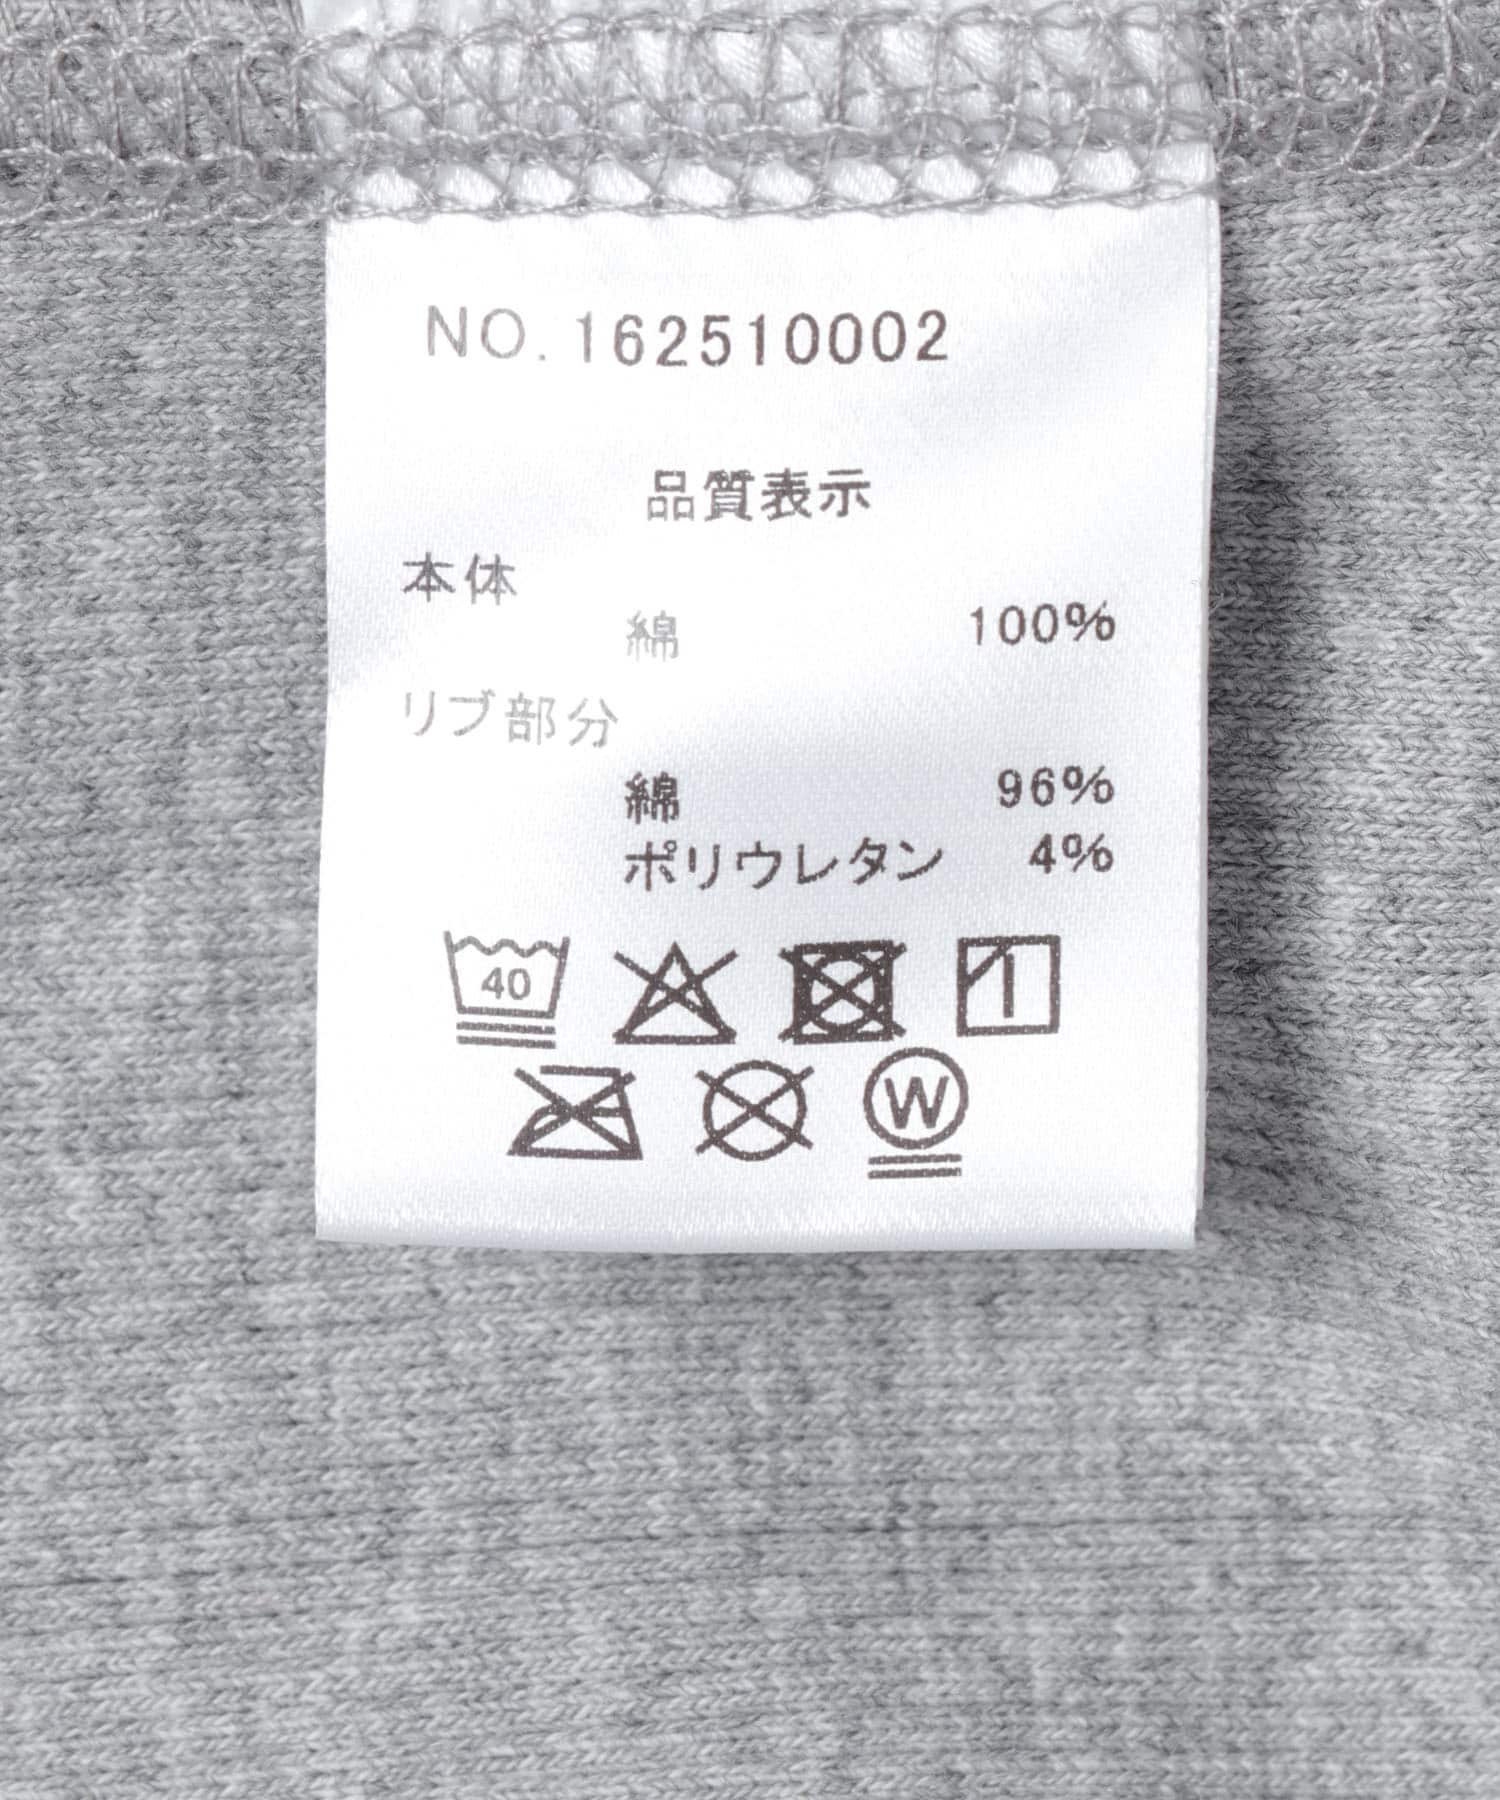 NO.162510002
品質表示
本体
綿 100%
リブ部分
綿 96%
ポリウレタン 4%
40
W